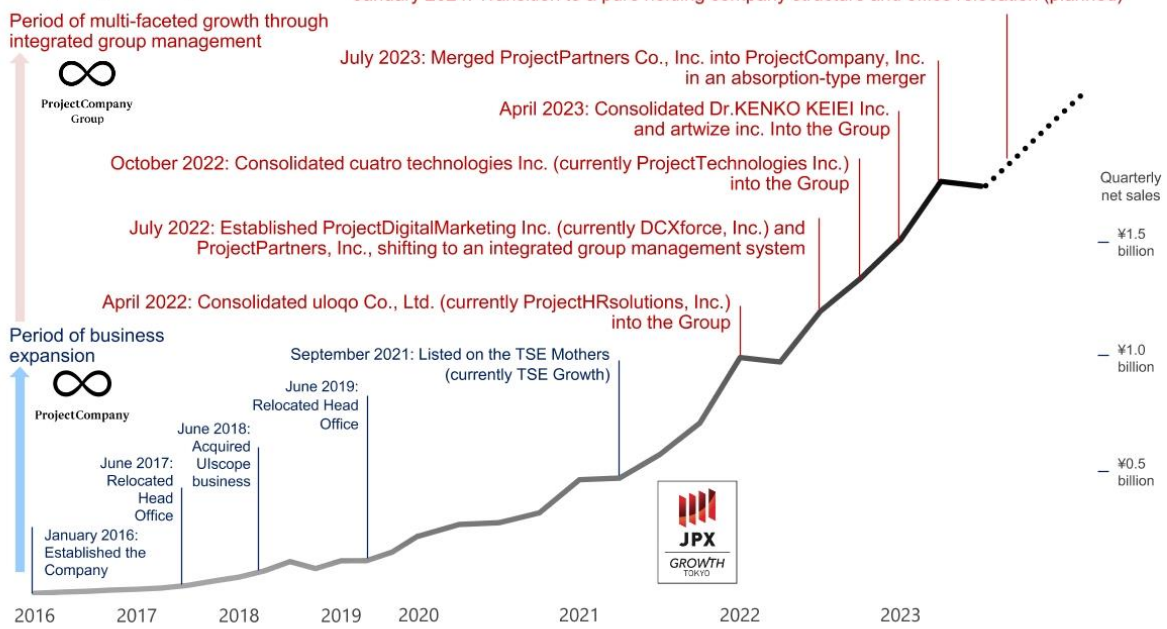 Period of multi-faceted growth through
integrated group management
ProjectCompany
Group
July 2023: Merged ProjectPartners Co., Inc. into ProjectCompany, Inc.
in an absorption-type merger
April 2023: Consolidated Dr.KENKO KEIEI Inc.
and artwize inc. Into the Group
October 2022: Consolidated cuatro technologies Inc. (currently ProjectTechnologies Inc.)
into the Group
Quarterly
net sales
July 2022: Established ProjectDigitalMarketing Inc. (currently DCXforce, Inc.) and
ProjectPartners, Inc., shifting to an integrated group management system
¥1.5
billion
April 2022: Consolidated uloqo Co., Ltd. (currently ProjectHRsolutions, Inc.)
into the Group
Period of business
expansion
ProjectCompany
September 2021: Listed on the TSE Mothers
(currently TSE Growth)
¥1.0
billion
June 2019:
Relocated Head
Office
June 2018:
Acquired
UIscope
business
June 2017:
Relocated
Head
Office
¥0.5
billion
January 2016:
Established the
Company
JPX
GROWTH
TOKYO
2016 2017 2018 2019 2020 2021 2022 2023